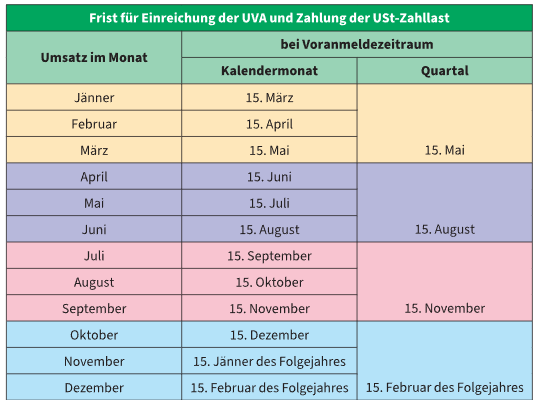 Frist für Einreichung der UVA und Zahlung der USt-Zahllast
Umsatz im Monat
bei Voranmeldezeitraum
Kalendermonat Quartal
Jänner 15. März
Februar 15. April
März 15. Mai 15. Mai
April 15. Juni
Mai 15. Juli
Juni 15. August 15. August
Juli 15. September
August 15. Oktober
September 15. November 15. November
Oktober 15. Dezember
November 15. Jänner des Folgejahres
Dezember 15. Februar des Folgejahres 15. Februar des Folgejahres